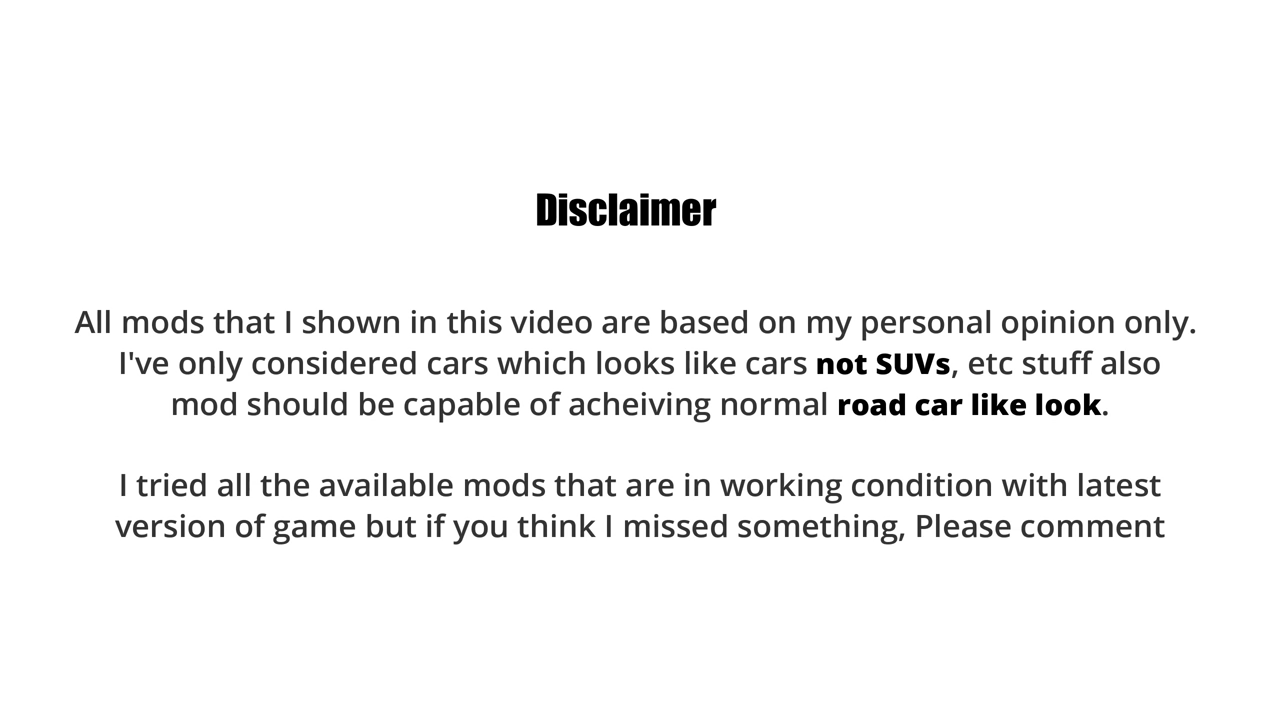 Disclaimer
All mods that I shown in this video are based on my personal opinion only.
I've only considered cars which looks like cars not SUVs, etc stuff also
mod should be capable of acheiving normal road car like look.
I tried all the available mods that are in working condition with latest
version of game but if you think I missed something, Please comment